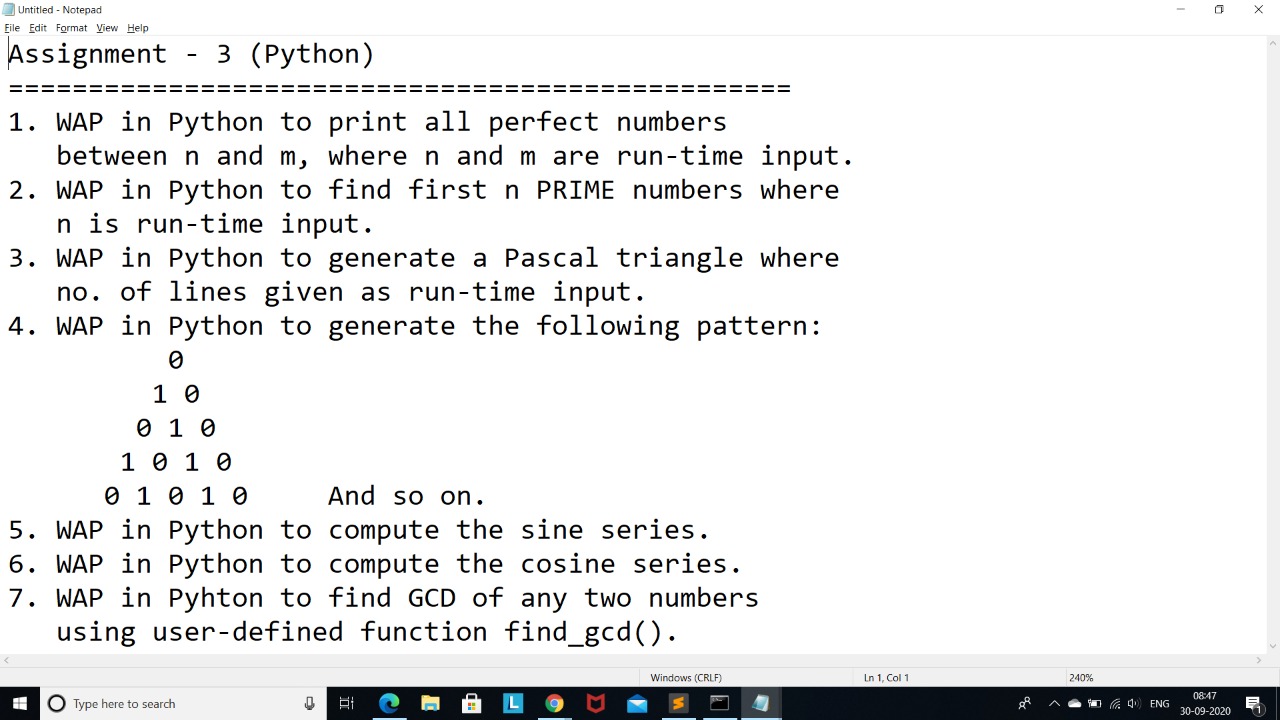 Untitled - Notepad
File Edit Format View Help
Assignment - 3 (Python)
=================================================
1. WAP in Python to print all perfect numbers
between n and m, where n and m are run-time input.
2. WAP in Python to find first n PRIME numbers where
n is run-time input.
3. WAP in Python to generate a Pascal triangle where
no. of lines given as run-time input.
4. WAP in Python to generate the following pattern:
0
1 0
0 1 0
1 0 1 0
0 1 0 1 0 And so on.
5. WAP in Python to compute the sine series.
6. WAP in Python to compute the cosine series.
7. WAP in Pyhton to find GCD of any two numbers
using user-defined function find_gcd().
Windows (CRLF) Ln 1, Col 1 240%
Type here to search L ENG 08:47
30-09-2020 1